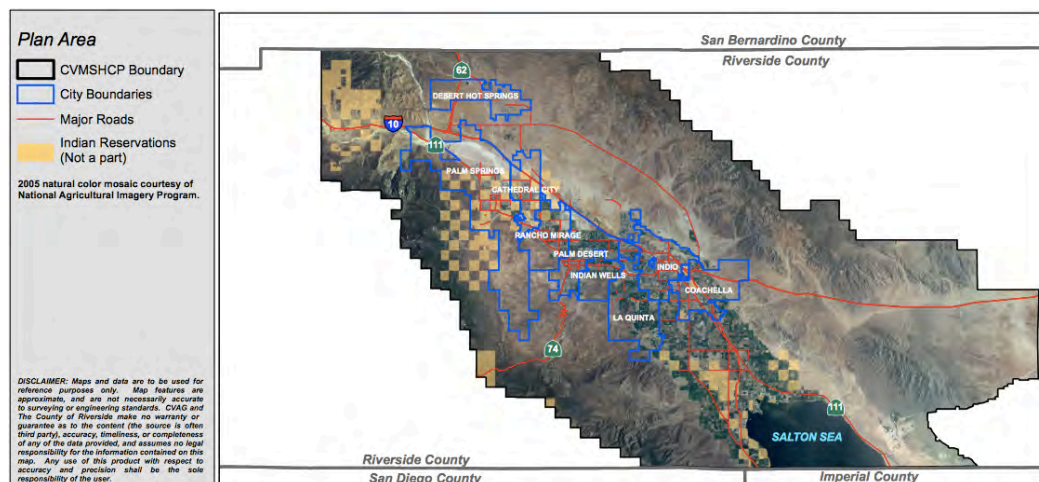 Plan Area
CVMSHCP Boundary
City Boundaries
Major Roads
Indian Reservations
(Not a part)
2005 natural color mosaic courtesy of
National Agricultural Imagery Program.
DISCLAIMER: Maps and data are to be used for
reference purposes only. Map features are
approximate, and are not necessarily accurate
to surveying or engineering standards. CVAG and
The County of Riverside make no warranty or
guarantee as to the content (the source is often
third party), accuracy, timeliness, or completeness
of any of the data provided, and assumes no legal
responsibility for the information contained on this
map. Any use of this product with respect to
accuracy and precision shall be the sole
responsibility of the user.
San Bernardino County
Riverside County
62
DESERT HOT SPRINGS
10
111
PALM SPRINGS
CATHEDRAL CITY
RANCHO MIRAGE
PALM DESERT
INDIAN WELLS
INDIO
COACHELLA
LA QUINTA
74
111
SALTON SEA
Riverside County
San Diego County
Imperial County